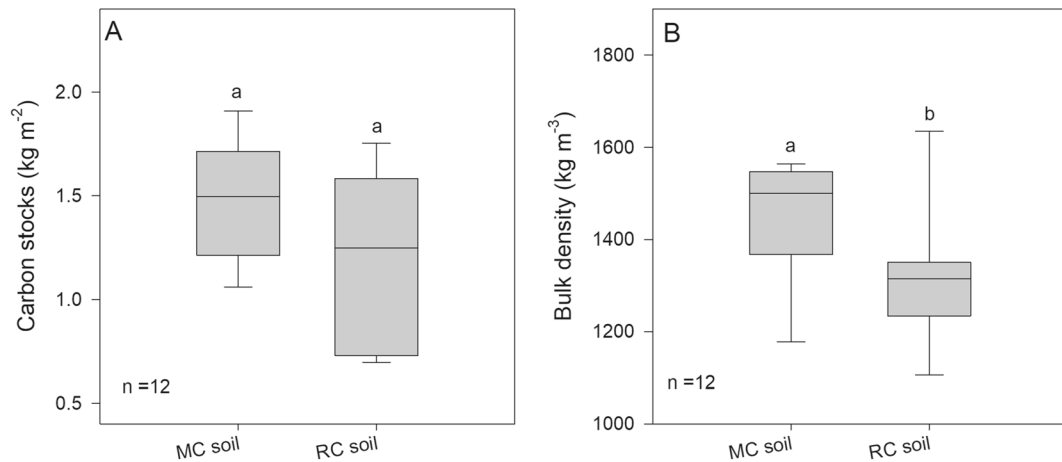 A
Carbon stocks (kg m-2)
2.0
1.5
1.0
0.5
a
a
n =12
MC soil
RC soil
B
Bulk density (kg m-3)
1800
1600
1400
1200
1000
a
b
n =12
MC soil
RC soil